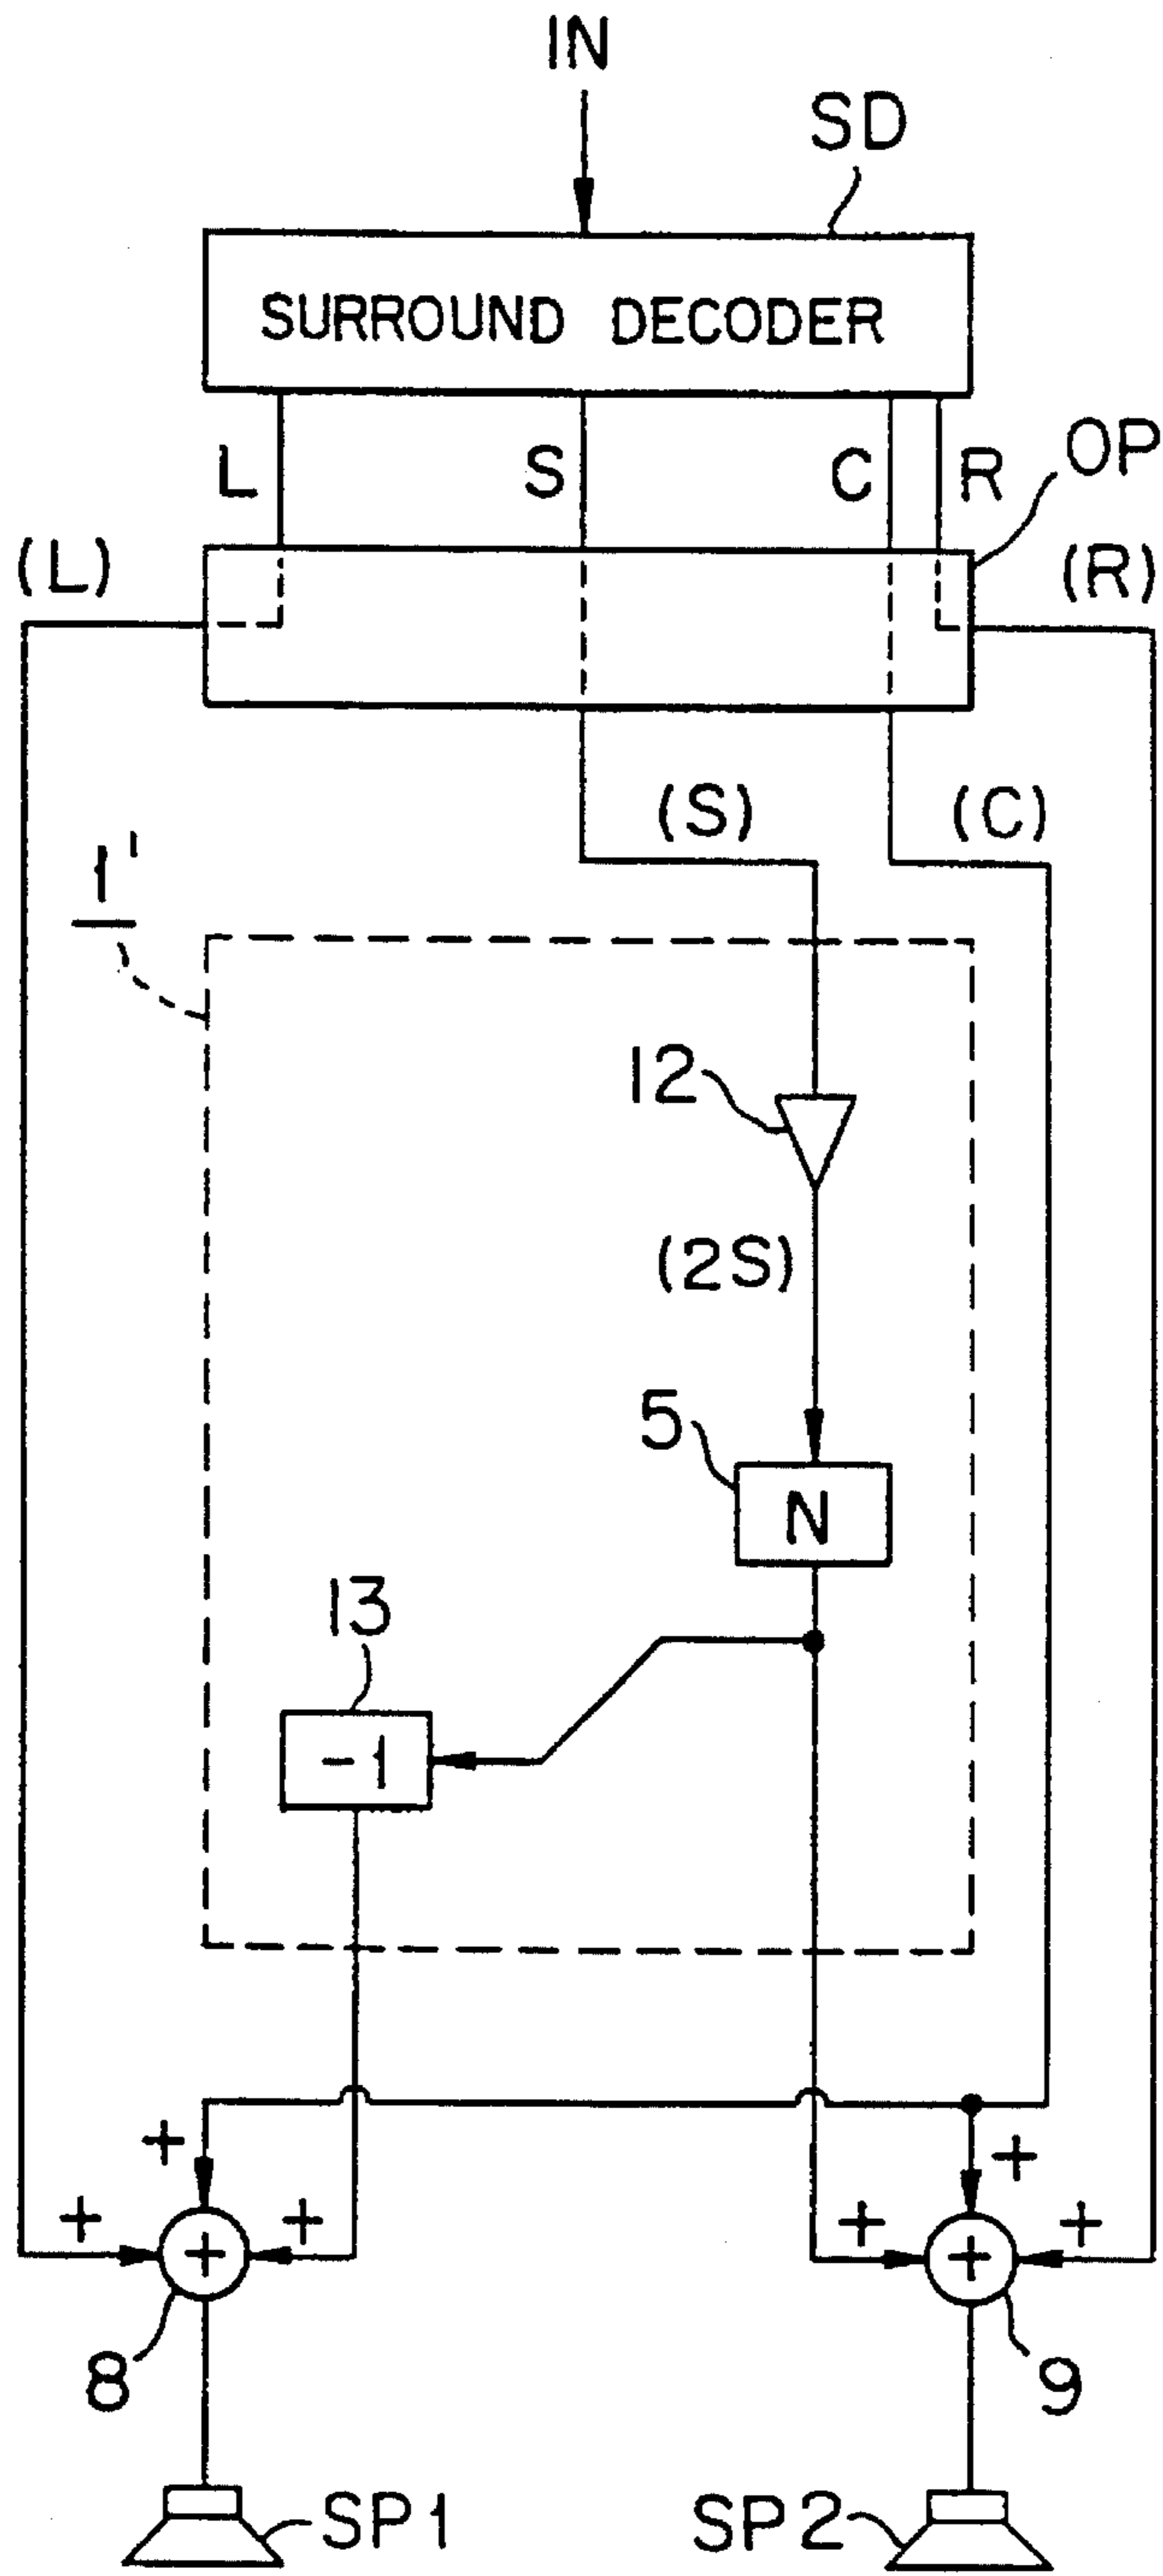 IN
SD
SURROUND DECODER
L S C R
OP
(L) (R)
(S) (C)
1'
12
(2S)
5
N
13
-1
+ +
+ + + +
+ +
8 9
SP1 SP2